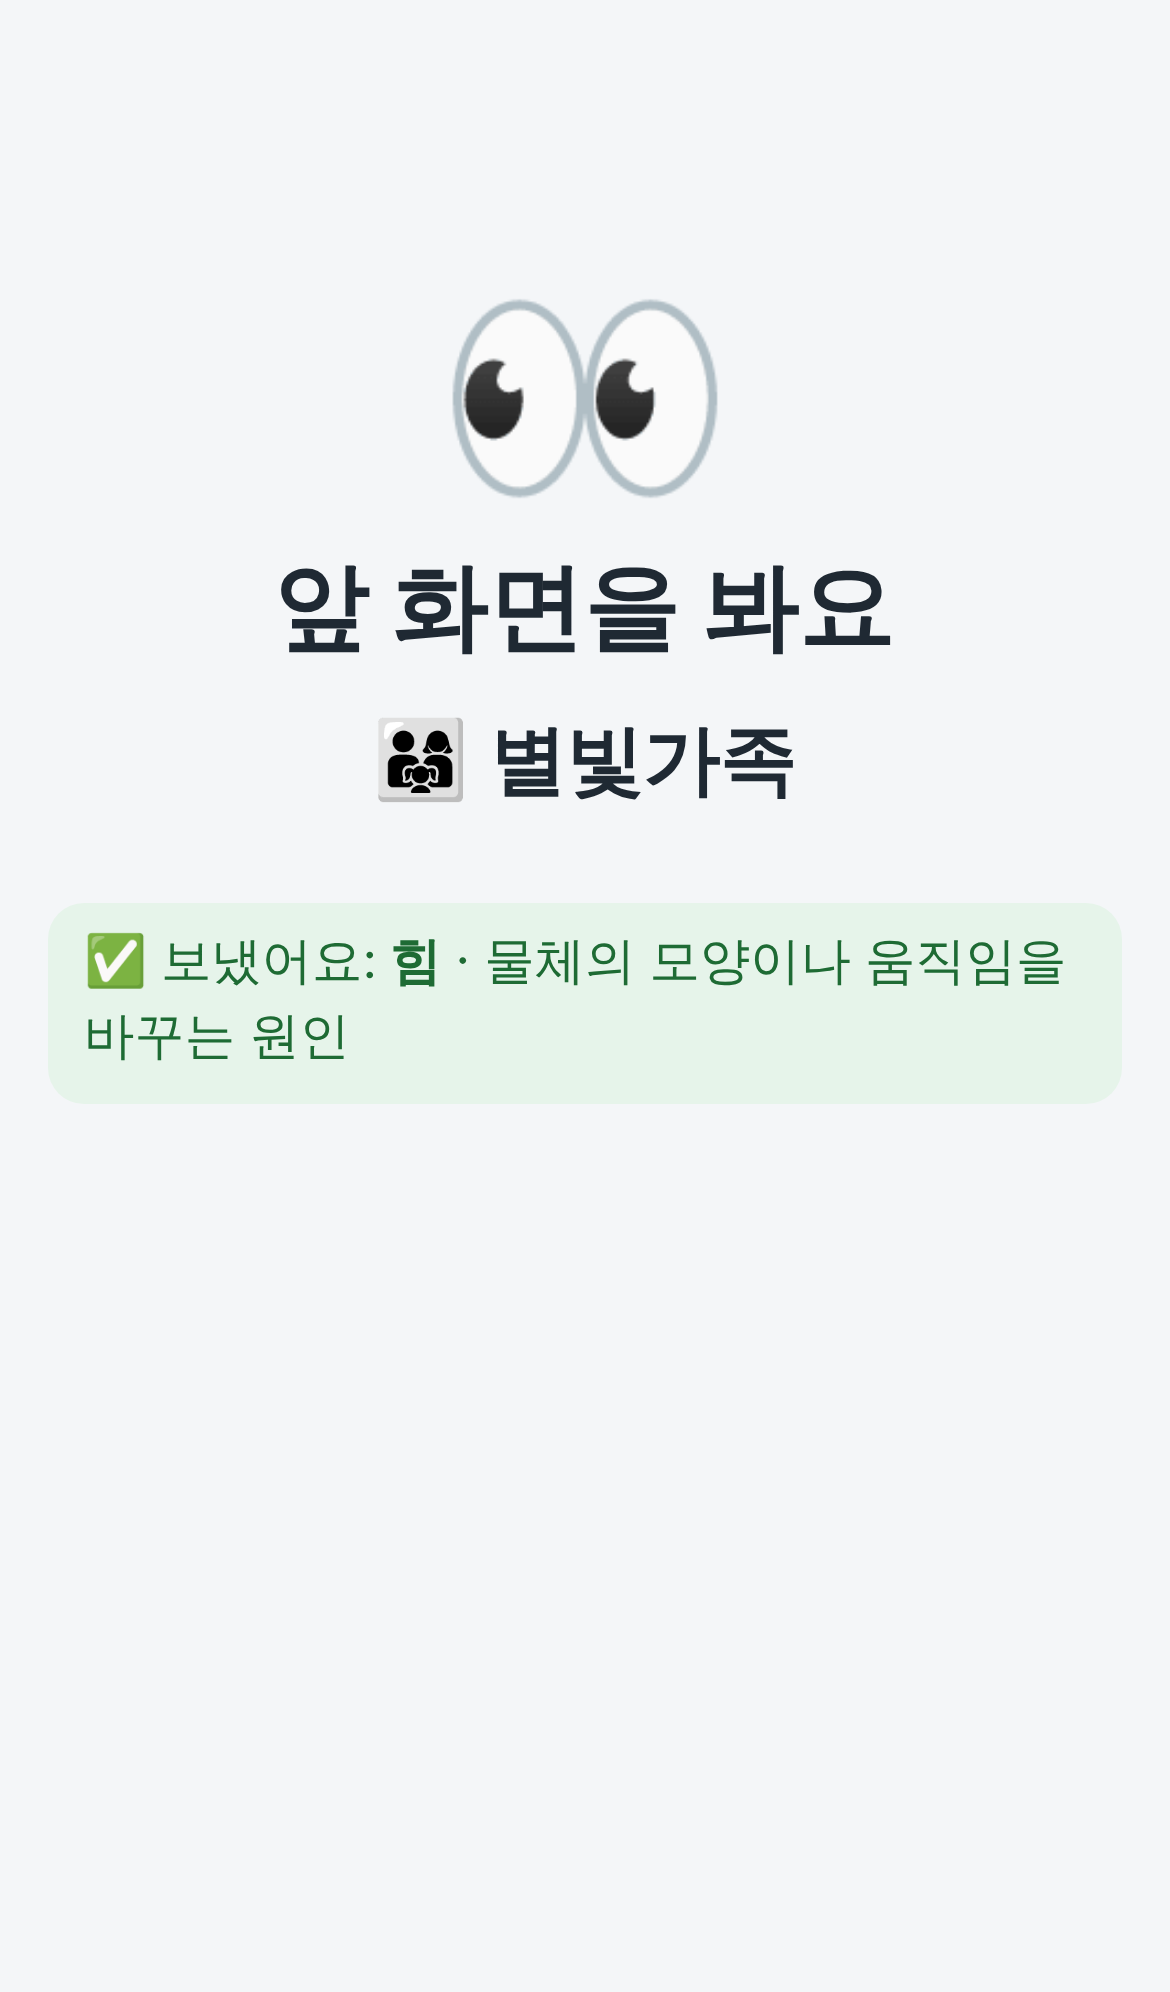 앞 화면을 봐요
👨‍👩‍👧 별빛가족
✅ 보냈어요: 힘 · 물체의 모양이나 움직임을
바꾸는 원인